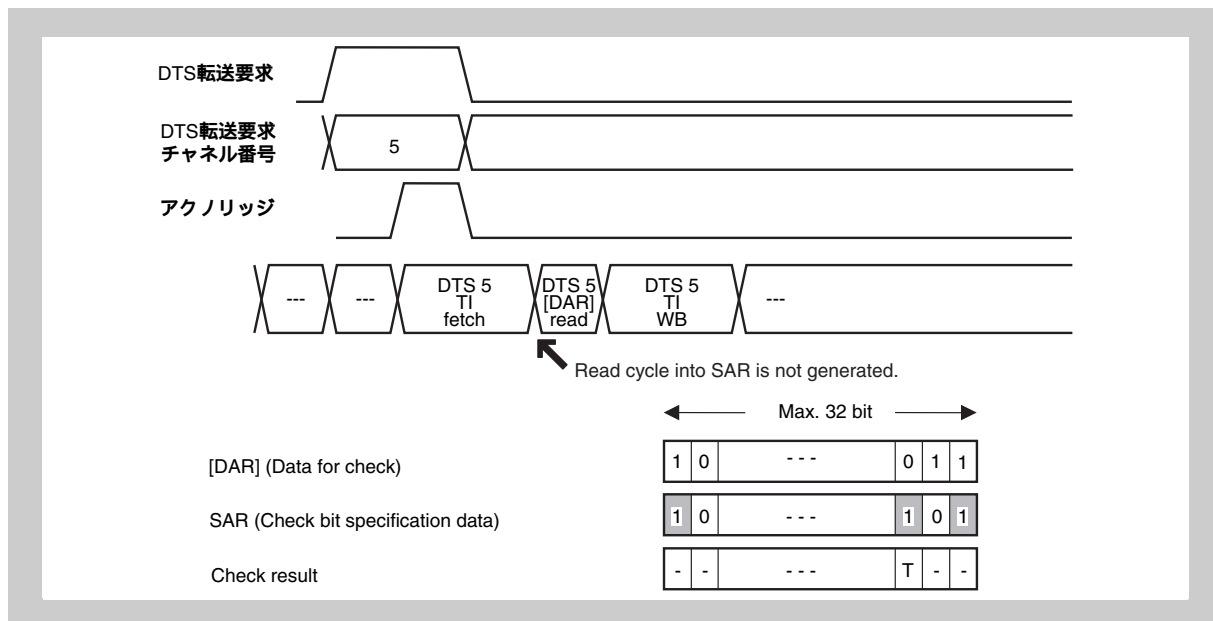 DTS転送要求
DTS転送要求
チャネル番号
5
アクノリッジ
--- --- DTS 5 DTS 5 DTS 5 ---
TI [DAR] TI
fetch read WB
Read cycle into SAR is not generated.
Max. 32 bit
[DAR] (Data for check) 1 0 - - - 0 1 1
SAR (Check bit specification data) 1 0 - - - 1 0 1
Check result - - - - - T - -